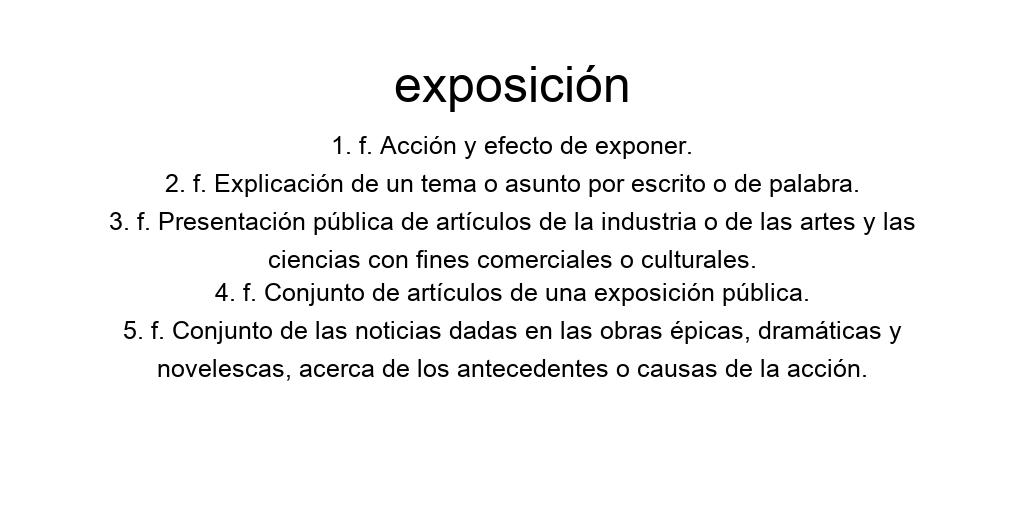 exposición
1. f. Acción y efecto de exponer.
2. f. Explicación de un tema o asunto por escrito o de palabra.
3. f. Presentación pública de artículos de la industria o de las artes y las
ciencias con fines comerciales o culturales.
4. f. Conjunto de artículos de una exposición pública.
5. f. Conjunto de las noticias dadas en las obras épicas, dramáticas y
novelescas, acerca de los antecedentes o causas de la acción.